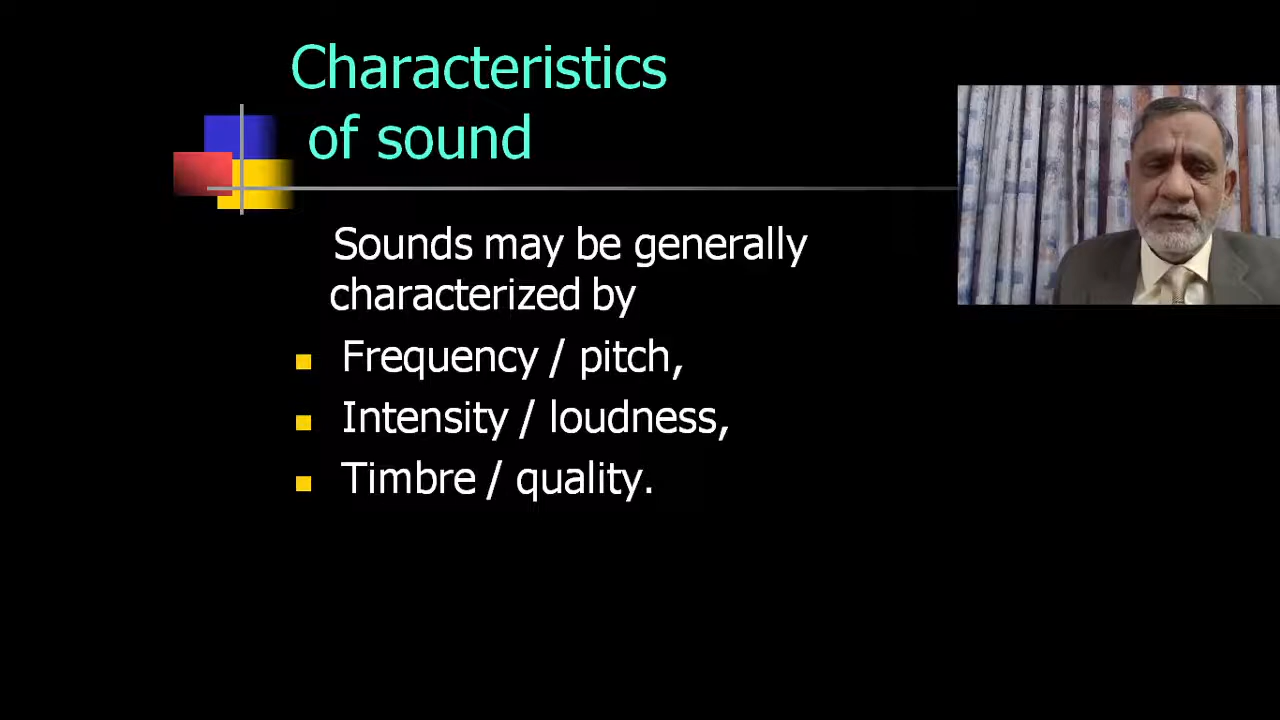 Characteristics
of sound
Sounds may be generally
characterized by
Frequency / pitch,
Intensity / loudness,
Timbre / quality.